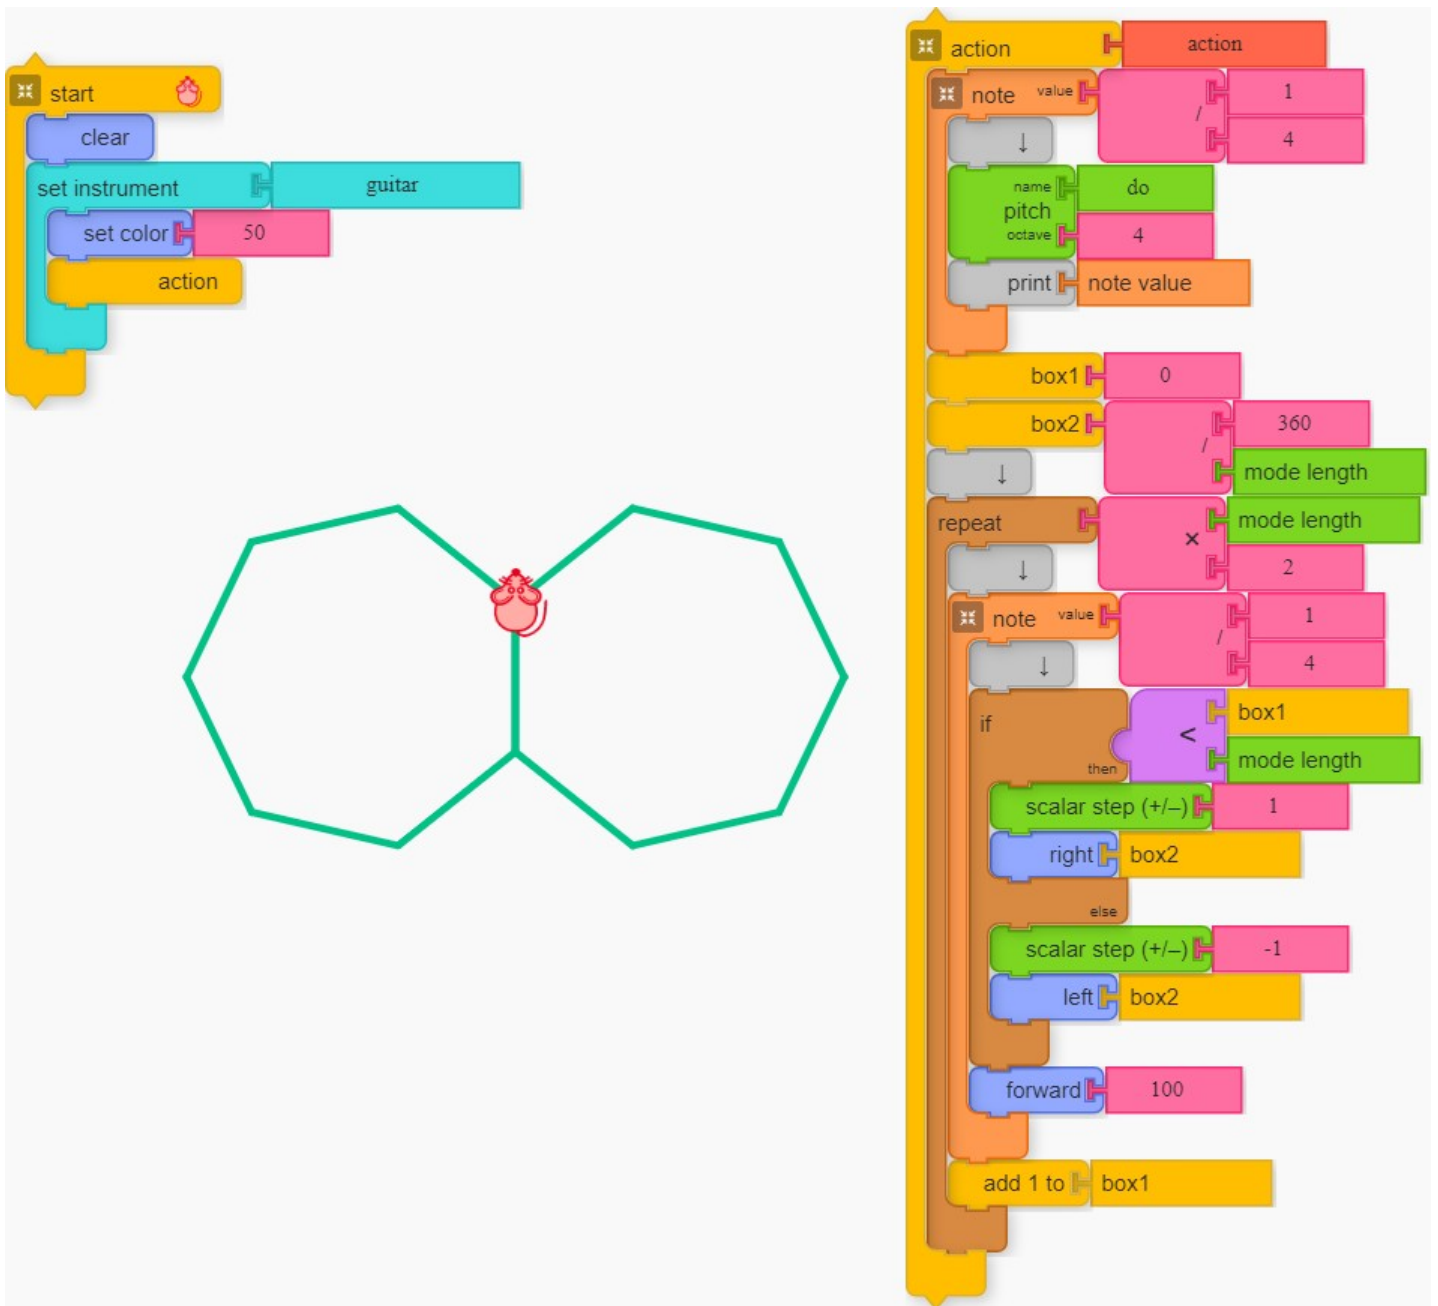 start
clear
set instrument guitar
set color 50
action
action action
note value 1
/
4
↓
name do
pitch
octave 4
print note value
box1 0
box2 360
/
↓ mode length
repeat mode length
×
↓ 2
note value 1
/
↓ 4
if box1
<
then mode length
scalar step (+/–) 1
right box2
else
scalar step (+/–) -1
left box2
forward 100
add 1 to box1